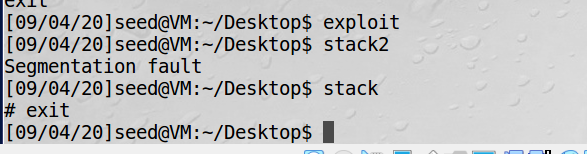 exit
[09/04/20]seed@VM:~/Desktop$ exploit
[09/04/20]seed@VM:~/Desktop$ stack2
Segmentation fault
[09/04/20]seed@VM:~/Desktop$ stack
# exit
[09/04/20]seed@VM:~/Desktop$